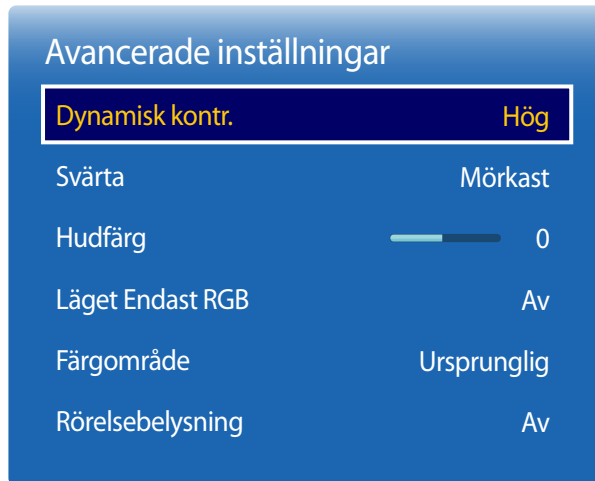 Avancerade inställningar
Dynamisk kontr. Hög
Svärta Mörkast
Hudfärg 0
Läget Endast RGB Av
Färgområde Ursprunglig
Rörelsebelysning Av